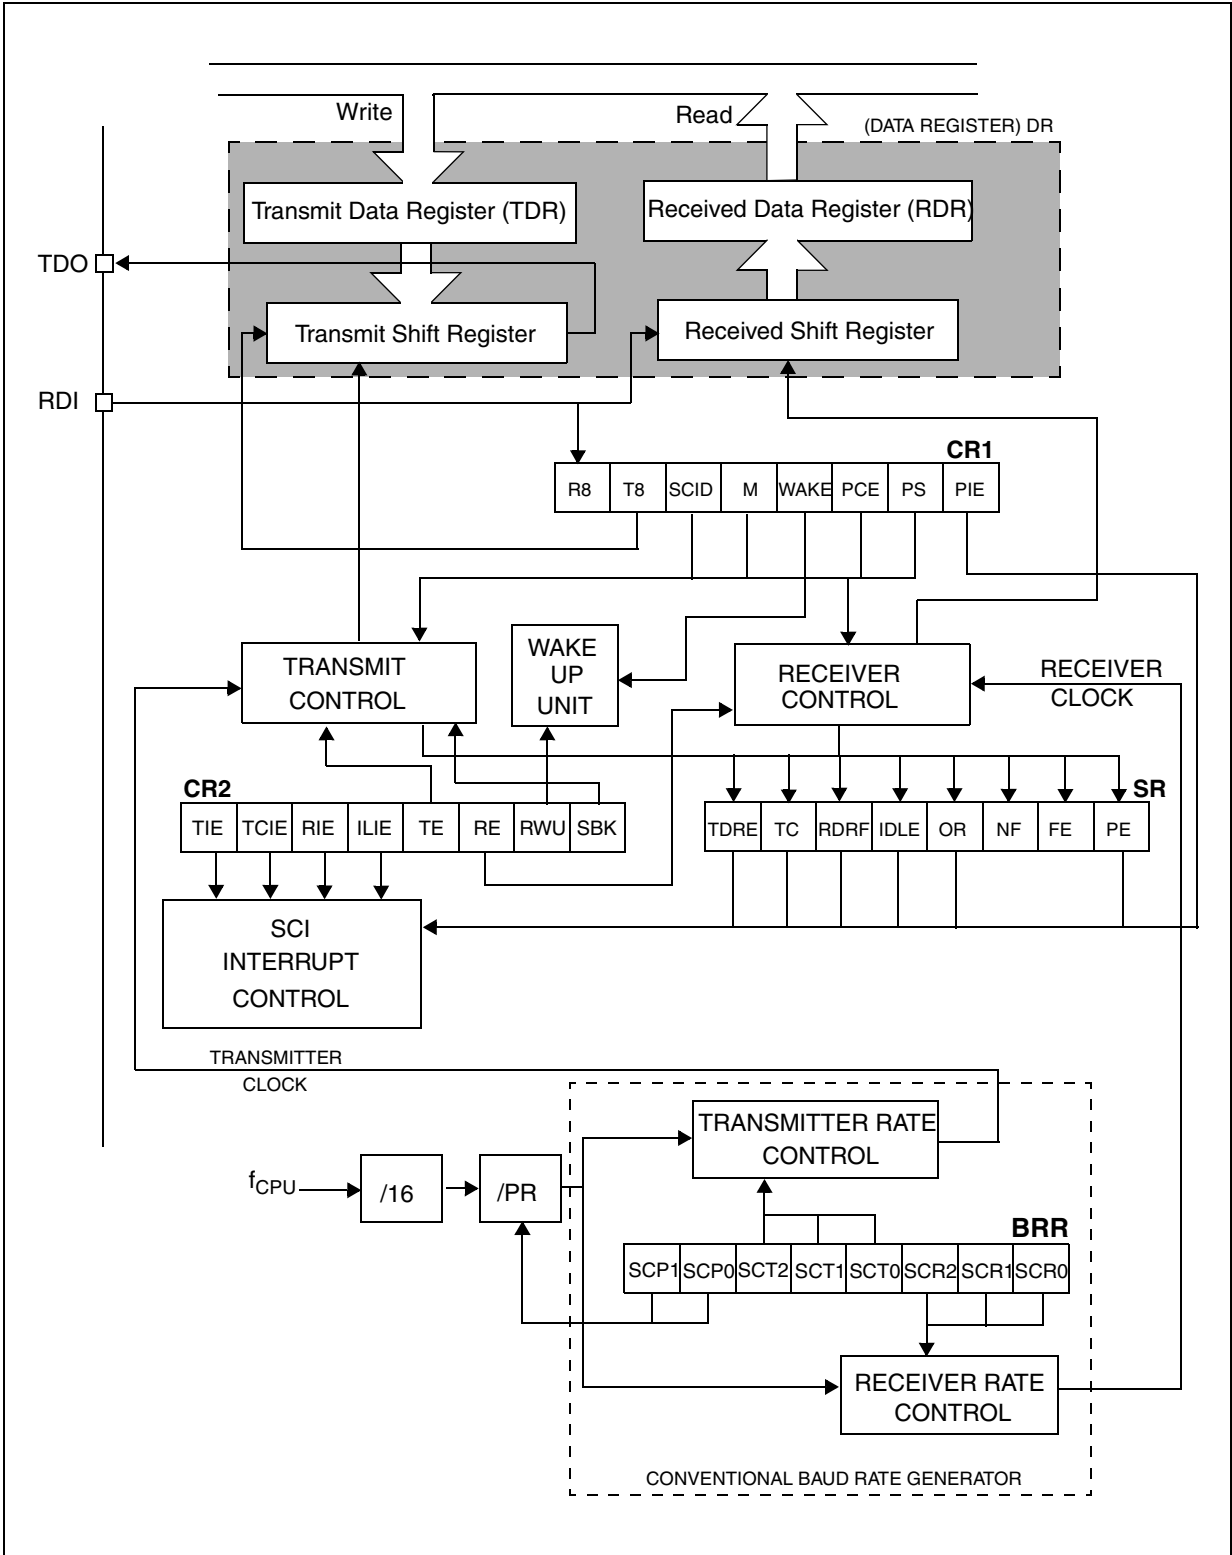 Write
Read
(DATA REGISTER) DR
Transmit Data Register (TDR)
Received Data Register (RDR)
TDO
Transmit Shift Register
Received Shift Register
RDI
CR1
R8 T8 SCID M WAKE PCE PS PIE
TRANSMIT
CONTROL
WAKE
UP
UNIT
RECEIVER
CONTROL
RECEIVER
CLOCK
CR2
TIE TCIE RIE ILIE TE RE RWU SBK
SR
TDRE TC RDRF IDLE OR NF FE PE
SCI
INTERRUPT
CONTROL
TRANSMITTER
CLOCK
TRANSMITTER RATE
CONTROL
fCPU
/16
/PR
BRR
SCP1 SCP0 SCT2 SCT1 SCT0 SCR2 SCR1 SCR0
RECEIVER RATE
CONTROL
CONVENTIONAL BAUD RATE GENERATOR